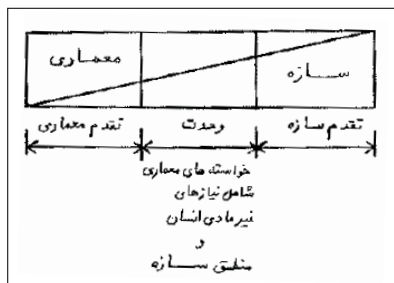 معماری
سازه
تقدم معماری
وحدت
تقدم سازه
خواسته های معماری
شامل نیازهای
غیرمادی انسان
و
منطق سازه